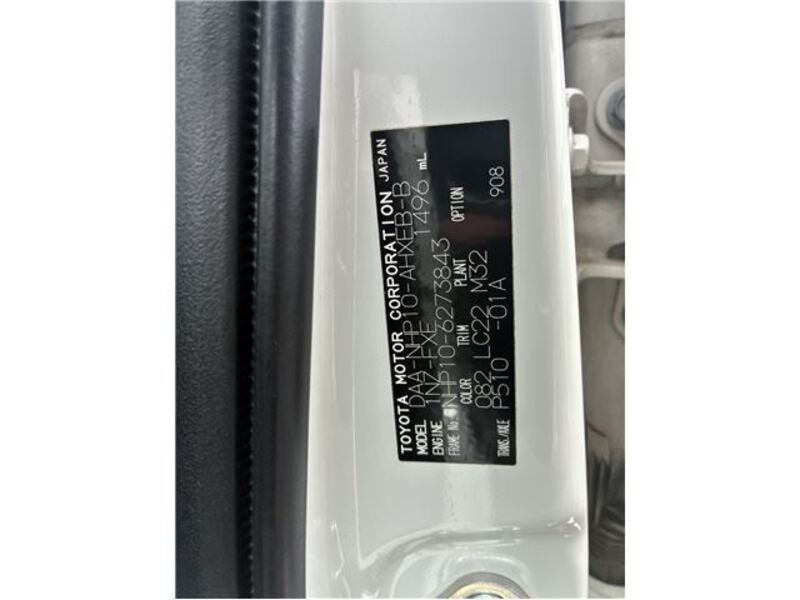 TOYOTA MOTOR CORPORATION JAPAN
MODEL DAA-NHP10-AHXEB-B
ENGINE 1NZ-FXE 1496 mL
FRAME No. NHP10-6273843
COLOR TRIM PLANT OPTION
082 LC22 M32 908
TRANS/AXLE P510 -01A